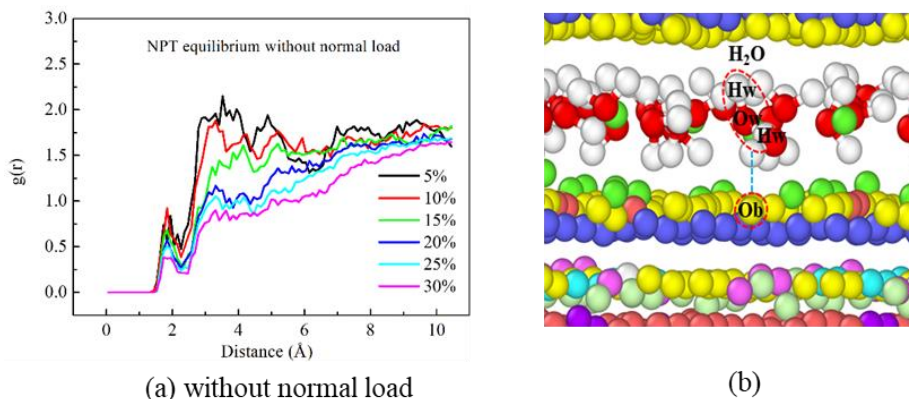 3.0
NPT equilibrium without normal load
2.5
2.0
1.5
1.0
0.5
0.0
g(r)
5%
10%
15%
20%
25%
30%
0 2 4 6 8 10
Distance (Å)
(a) without normal load
H₂O
Hw
Ow
Hw
Ob
(b)